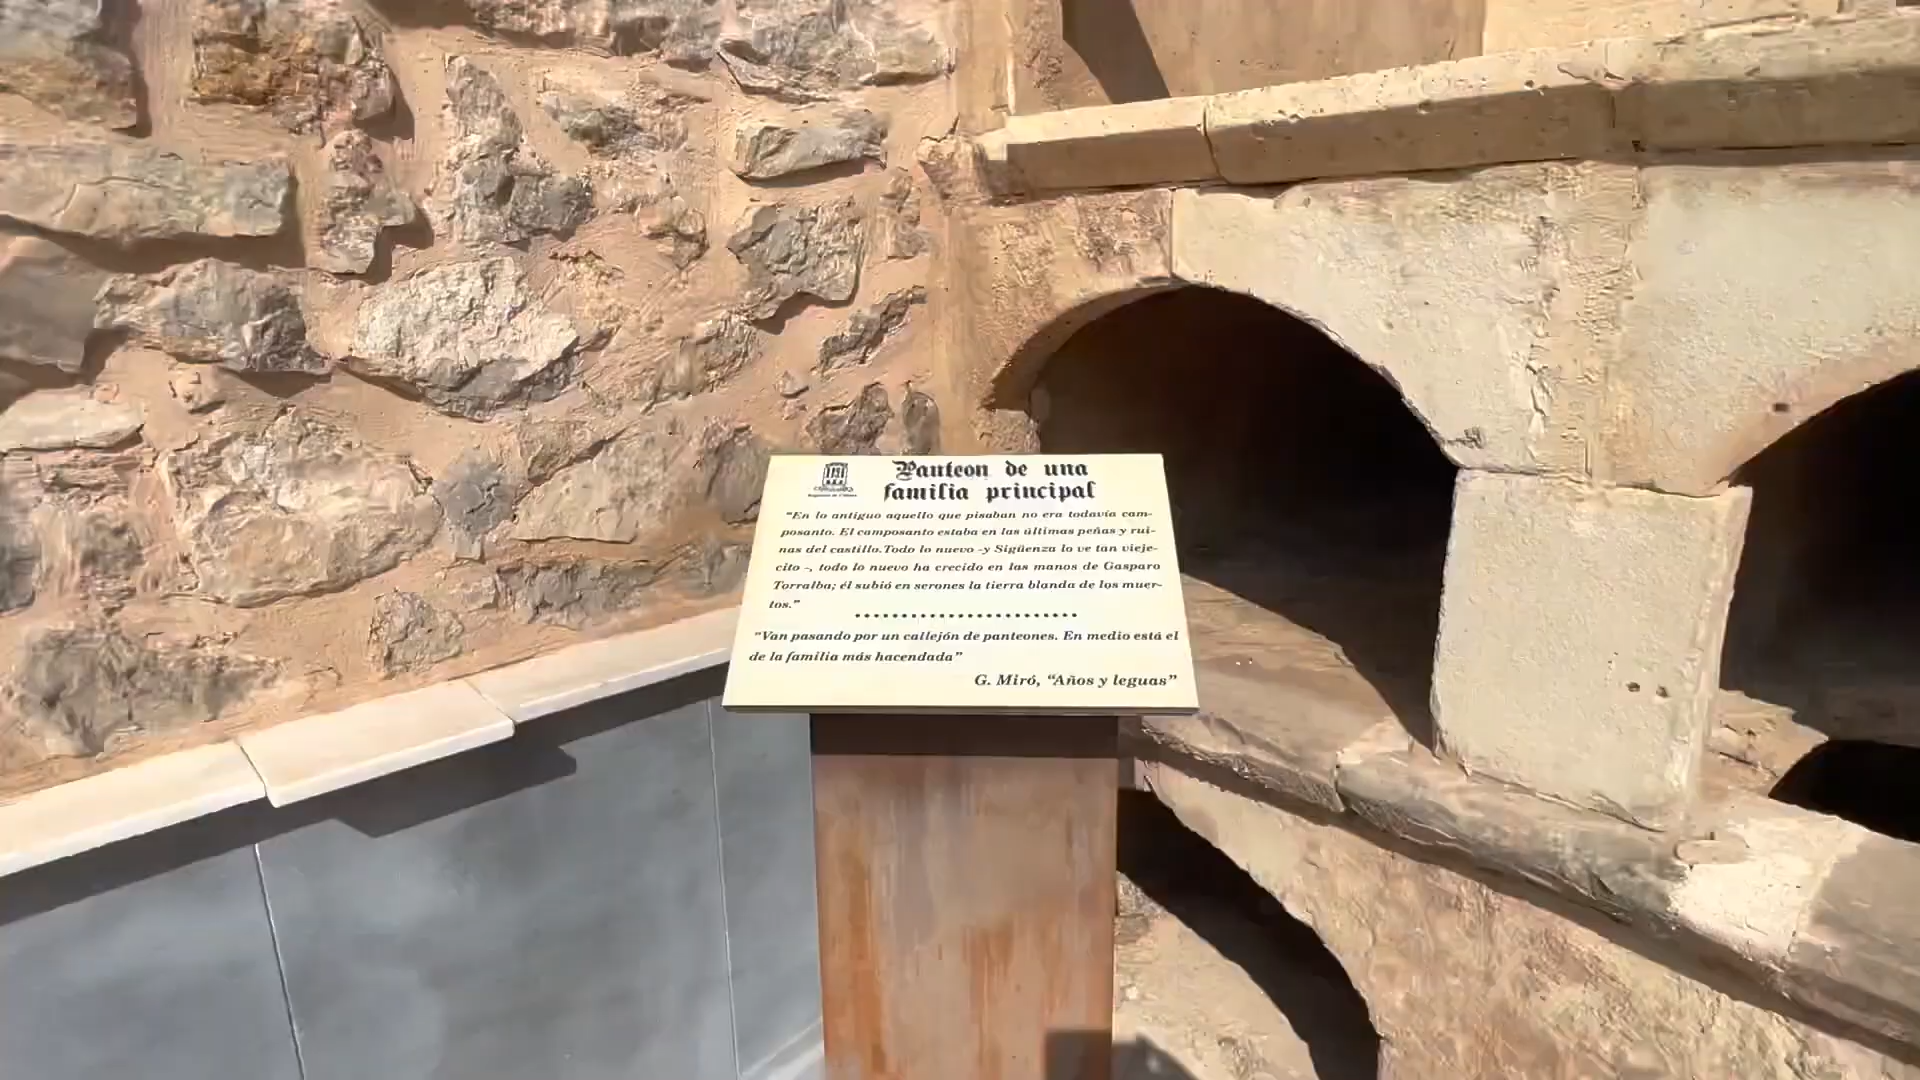 Panteon de una
familia principal
"En lo antiguo aquello que pisaban no era todavía cam-
posanto. El camposanto estaba en las últimas peñas y rui-
nas del castillo. Todo lo nuevo -y Sigüenza lo ve tan vieje-
cito -, todo lo nuevo ha crecido en las manos de Gasparo
Torralba; él subió en serones la tierra blanda de los muer-
tos."
"Van pasando por un callejón de panteones. En medio está el
de la familia más hacendada"
G. Miró, "Años y leguas"